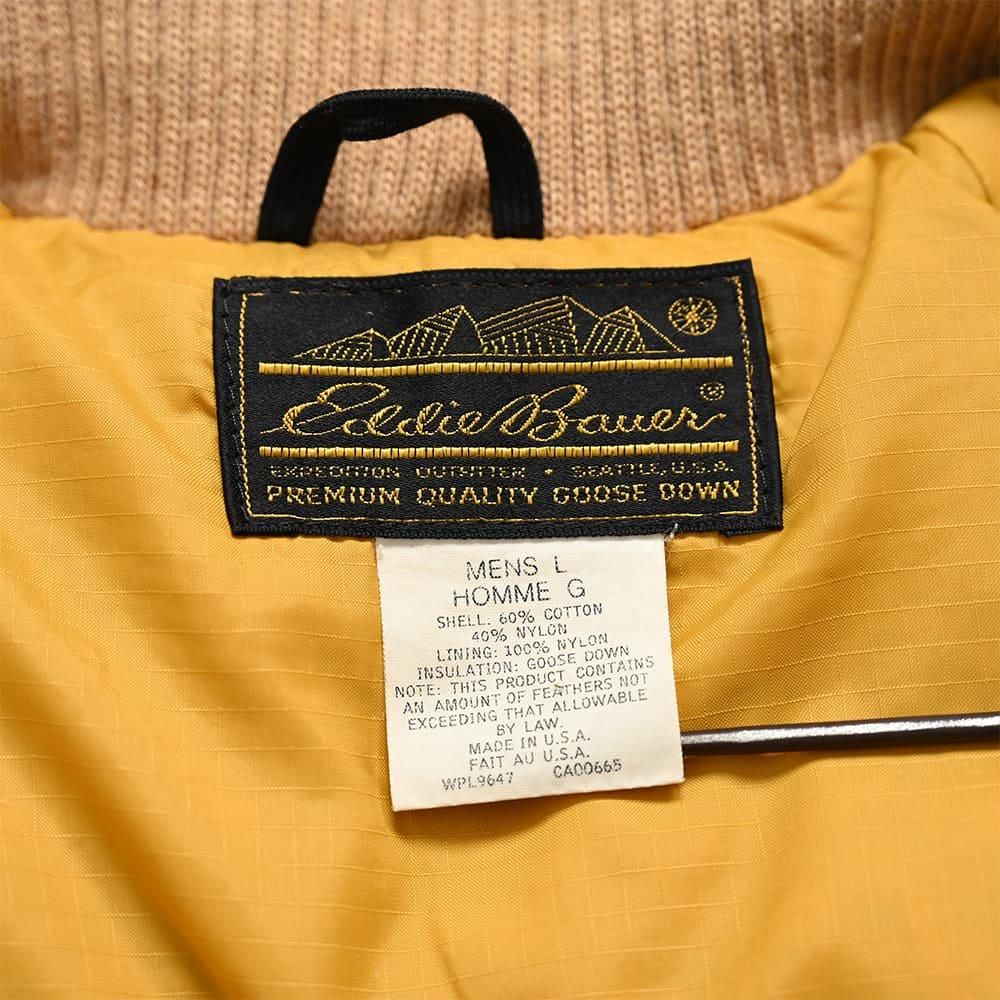 Eddie Bauer ®
EXPEDITION OUTFITTER • SEATTLE, U.S.A.
PREMIUM QUALITY GOOSE DOWN
MENS L
HOMME G
SHELL: 60% COTTON
40% NYLON
LINING: 100% NYLON
INSULATION: GOOSE DOWN
NOTE: THIS PRODUCT CONTAINS
AN AMOUNT OF FEATHERS NOT
EXCEEDING THAT ALLOWABLE
BY LAW.
MADE IN U.S.A.
FAIT AU U.S.A.
WPL9647 CA00665